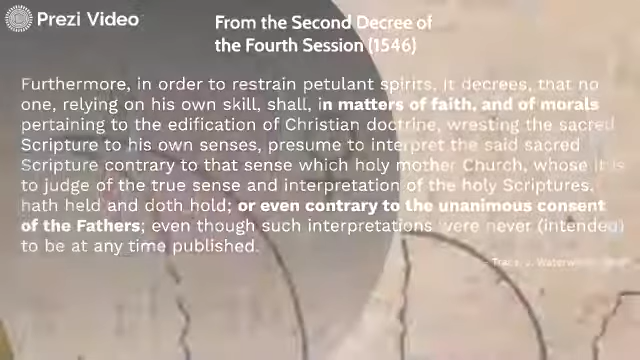 Prezi Video
From the Second Decree of
the Fourth Session (1546)
Furthermore, in order to restrain petulant spirits, it decrees, that no
one, relying on his own skill, shall, in matters of faith, and of morals
pertaining to the edification of Christian doctrine, wresting the sacred
Scripture to his own senses, presume to interpret the said sacred
Scripture contrary to that sense which holy mother Church, whose it is
to judge of the true sense and interpretation of the holy Scriptures,
hath held and doth hold; or even contrary to the unanimous consent
of the Fathers; even though such interpretations were never (intended)
to be at any time published.
- Trans. J.